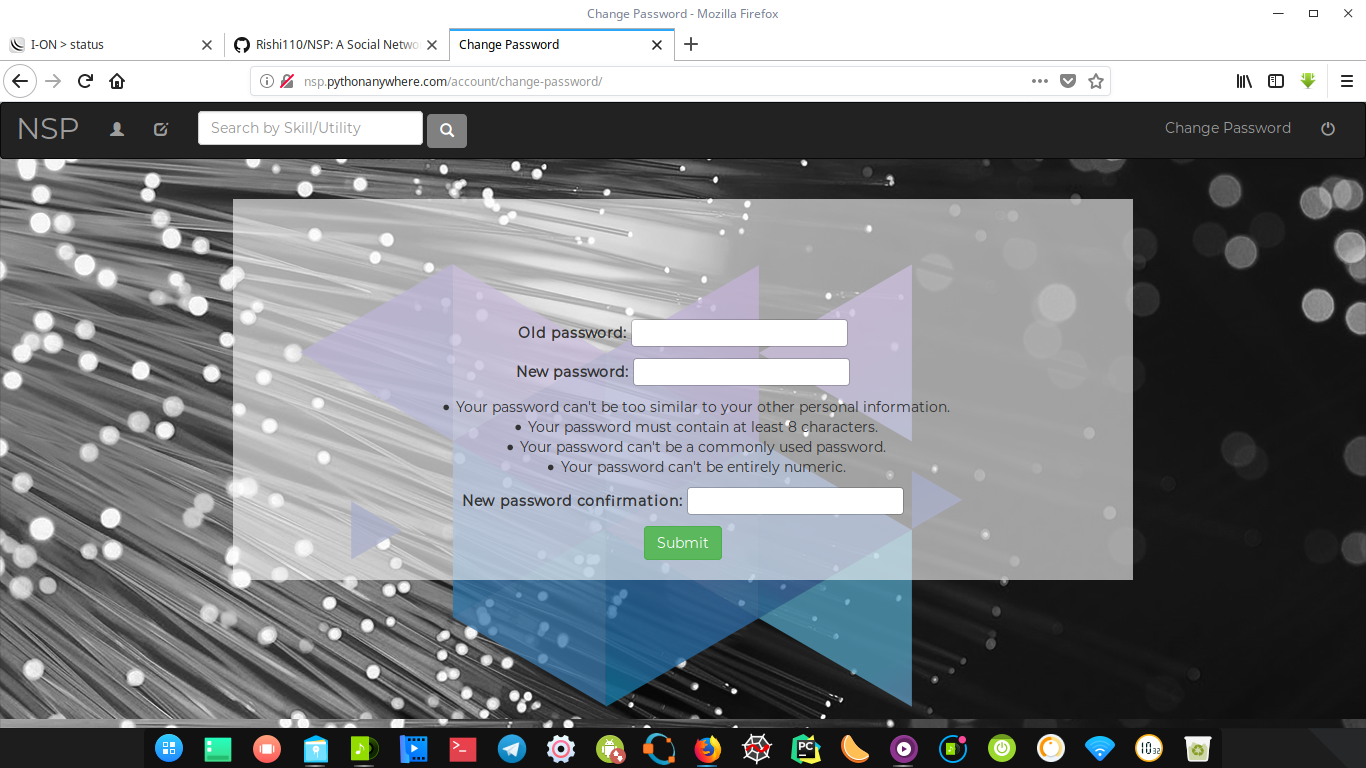 Change Password - Mozilla Firefox
I-ON > status
Rishi110/NSP: A Social Netwo
Change Password
nsp.pythonanywhere.com/account/change-password/
NSP
Search by Skill/Utility
Change Password
Old password:
New password:
• Your password can't be too similar to your other personal information.
• Your password must contain at least 8 characters.
• Your password can't be a commonly used password.
• Your password can't be entirely numeric.
New password confirmation:
Submit
>_
PC
10 32